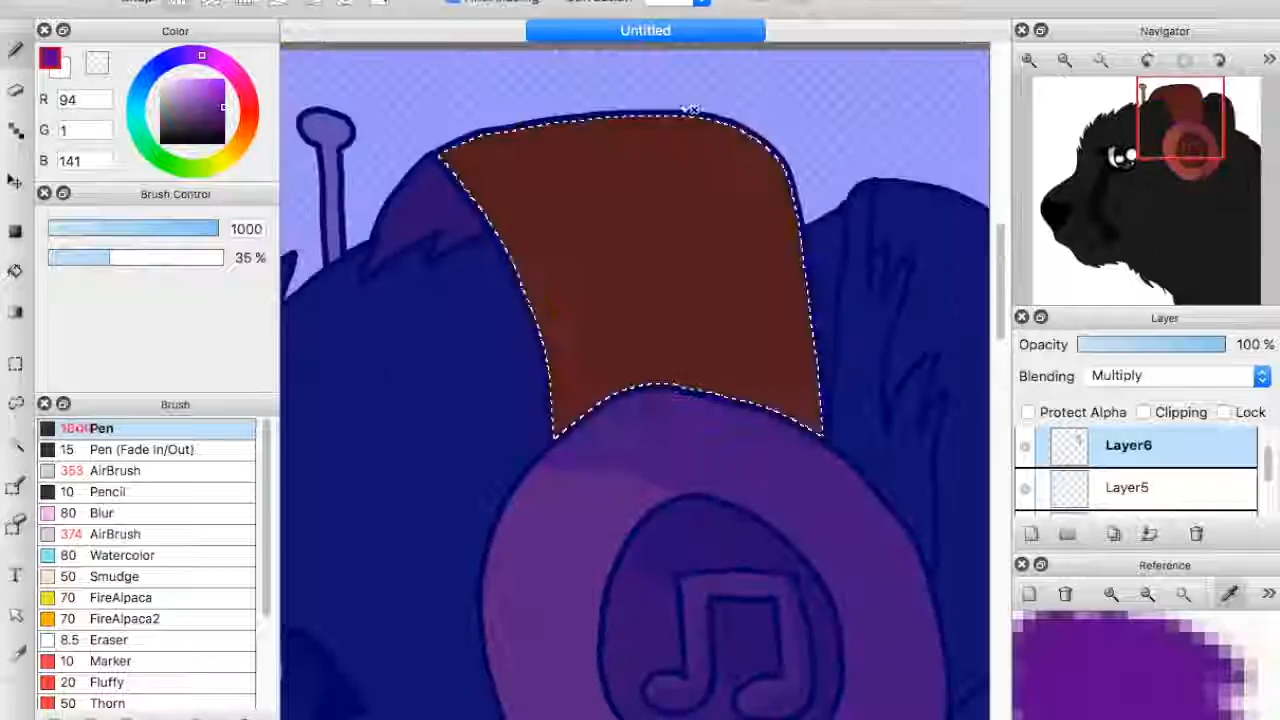 Untitled
Color
R 94
G 1
B 141
Brush Control
1000
35 %
Brush
Pen
15 Pen (Fade In/Out)
353 AirBrush
10 Pencil
80 Blur
374 AirBrush
80 Watercolor
50 Smudge
70 FireAlpaca
70 FireAlpaca2
8.5 Eraser
10 Marker
20 Fluffy
50 Thorn
T
Navigator
Layer
Opacity 100 %
Blending Multiply
Protect Alpha Clipping Lock
Layer6
Layer5
Reference